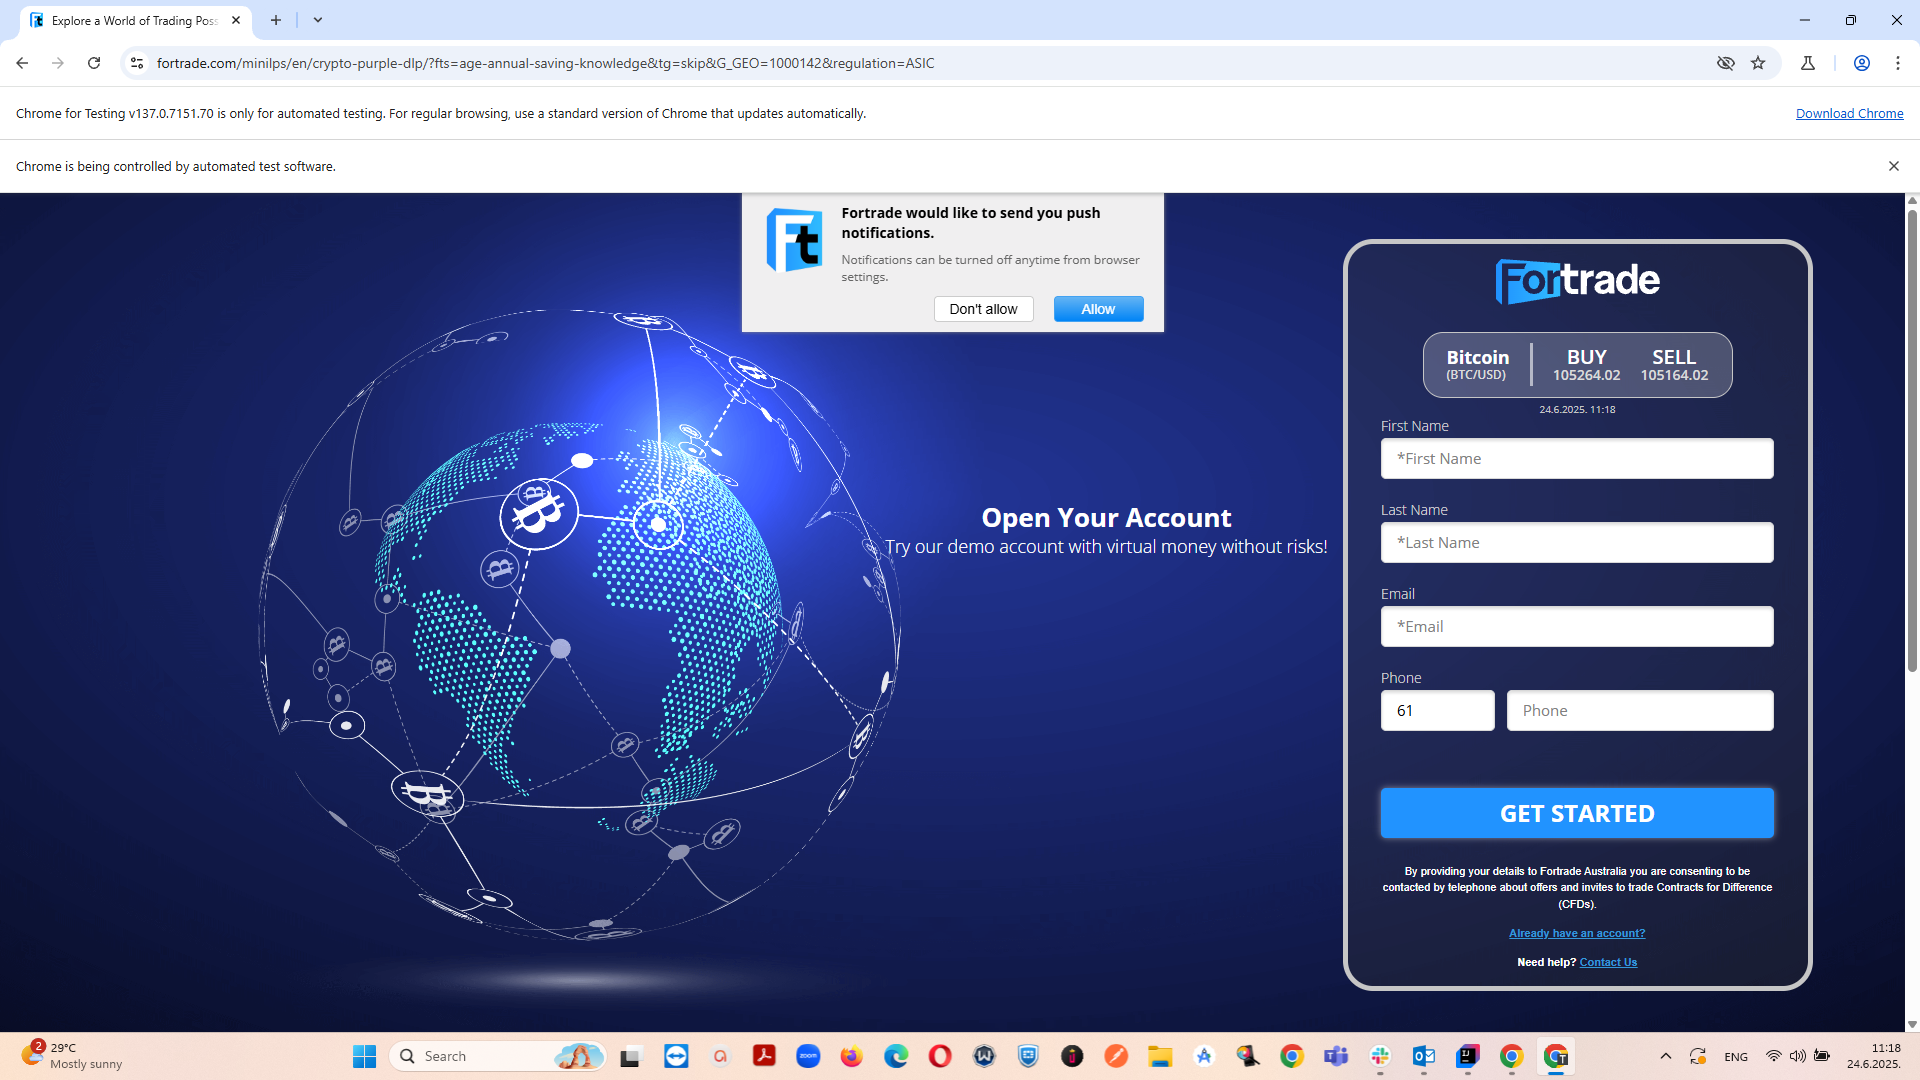 Explore a World of Trading Poss
fortrade.com/minilps/en/crypto-purple-dlp/?fts=age-annual-saving-knowledge&tg=skip&G_GEO=1000142&regulation=ASIC
Chrome for Testing v137.0.7151.70 is only for automated testing. For regular browsing, use a standard version of Chrome that updates automatically.
Download Chrome
Chrome is being controlled by automated test software.
Fortrade would like to send you push
notifications.
Notifications can be turned off anytime from browser
settings.
Don't allow
Allow
Open Your Account
Try our demo account with virtual money without risks!
Fortrade
Bitcoin
(BTC/USD)
BUY
105264.02
SELL
105164.02
24.6.2025. 11:18
First Name
*First Name
Last Name
*Last Name
Email
*Email
Phone
61
Phone
GET STARTED
By providing your details to Fortrade Australia you are consenting to be
contacted by telephone about offers and invites to trade Contracts for Difference
(CFDs).
Already have an account?
Need help? Contact Us
2
29°C
Mostly sunny
Search
zoom
ENG
11:18
24.6.2025.